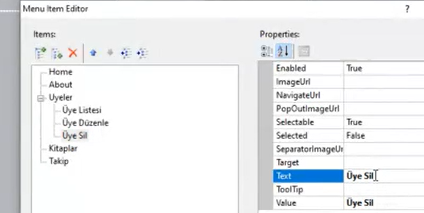 Menu Item Editor
?
Items:
Properties:
Home
About
Uyeler
Üye Listesi
Üye Düzenle
Üye Sil
Kitaplar
Takip
Enabled True
ImageUrl
NavigateUrl
PopOutImageUrl
Selectable True
Selected False
SeparatorImageUr
Target
Text Üye Sil
ToolTip
Value Üye Sil